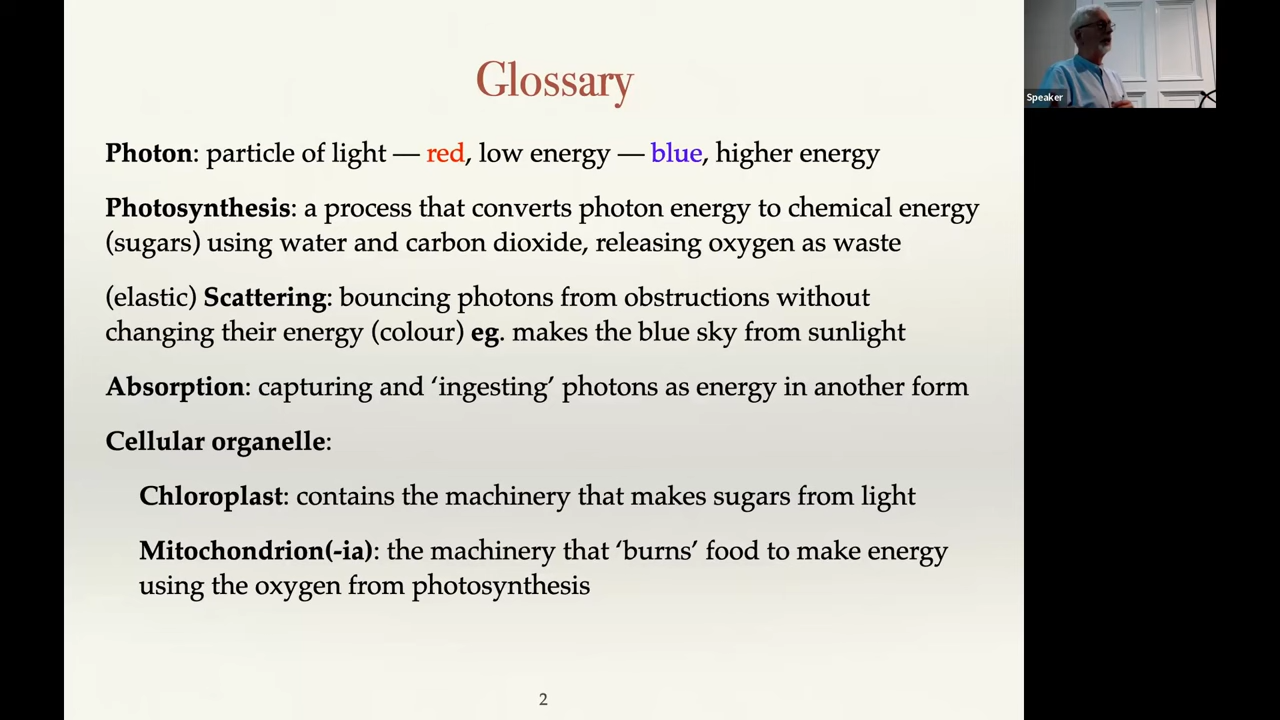 Glossary
Photon: particle of light — red, low energy — blue, higher energy
Photosynthesis: a process that converts photon energy to chemical energy
(sugars) using water and carbon dioxide, releasing oxygen as waste
(elastic) Scattering: bouncing photons from obstructions without
changing their energy (colour) eg. makes the blue sky from sunlight
Absorption: capturing and ‘ingesting’ photons as energy in another form
Cellular organelle:
Chloroplast: contains the machinery that makes sugars from light
Mitochondrion(-ia): the machinery that ‘burns’ food to make energy
using the oxygen from photosynthesis
2
Speaker